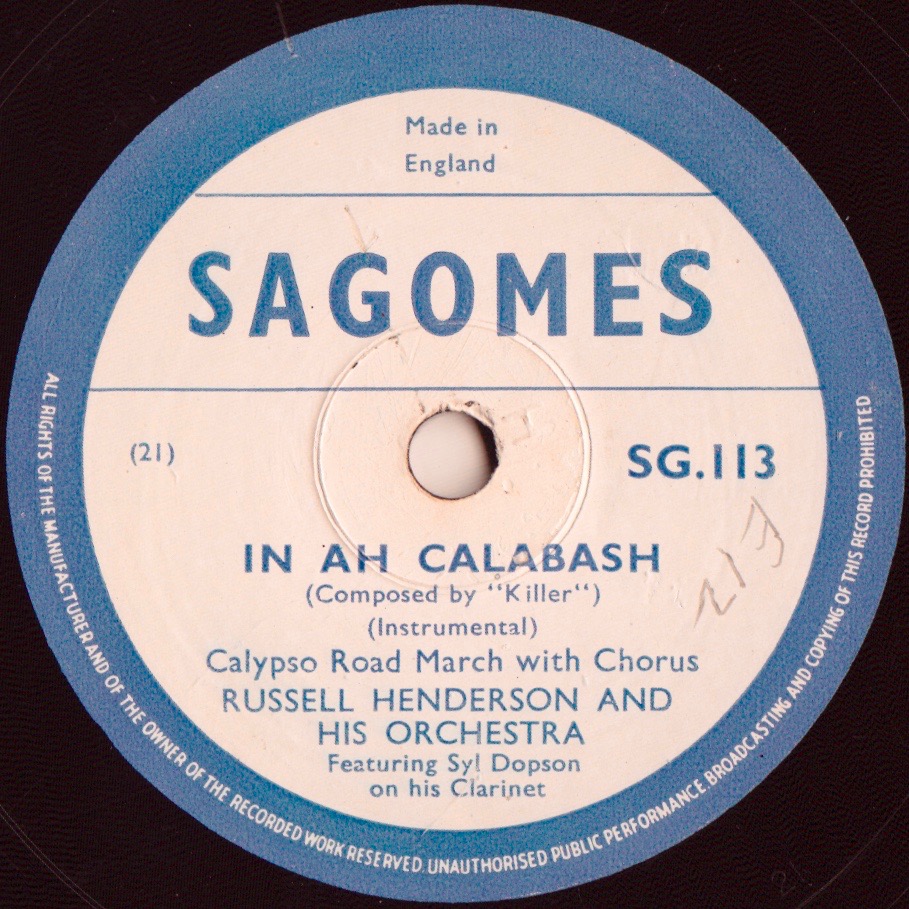 Made in
England
SAGOMES
(21)
SG.113
IN AH CALABASH
(Composed by "Killer")
(Instrumental)
Calypso Road March with Chorus
RUSSELL HENDERSON AND
HIS ORCHESTRA
Featuring Syl Dopson
on his Clarinet
ALL RIGHTS OF THE MANUFACTURER AND OF THE OWNER OF THE RECORDED WORK RESERVED. UNAUTHORISED PUBLIC PERFORMANCE BROADCASTING AND COPYING OF THIS RECORD PROHIBITED